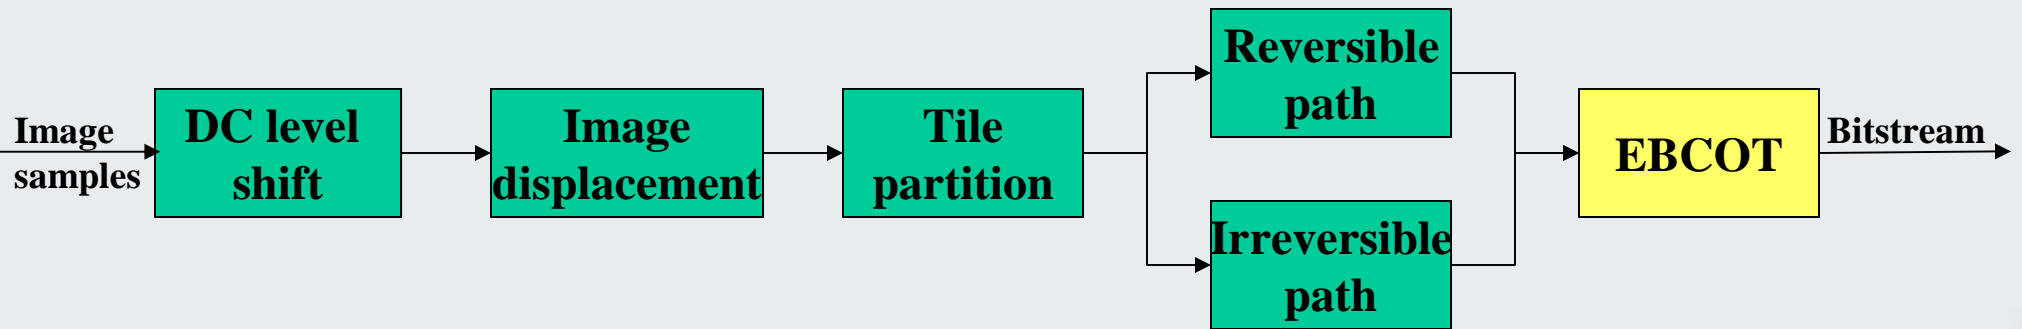 Image
samples
DC level
shift
Image
displacement
Tile
partition
Reversible
path
Irreversible
path
EBCOT
Bitstream